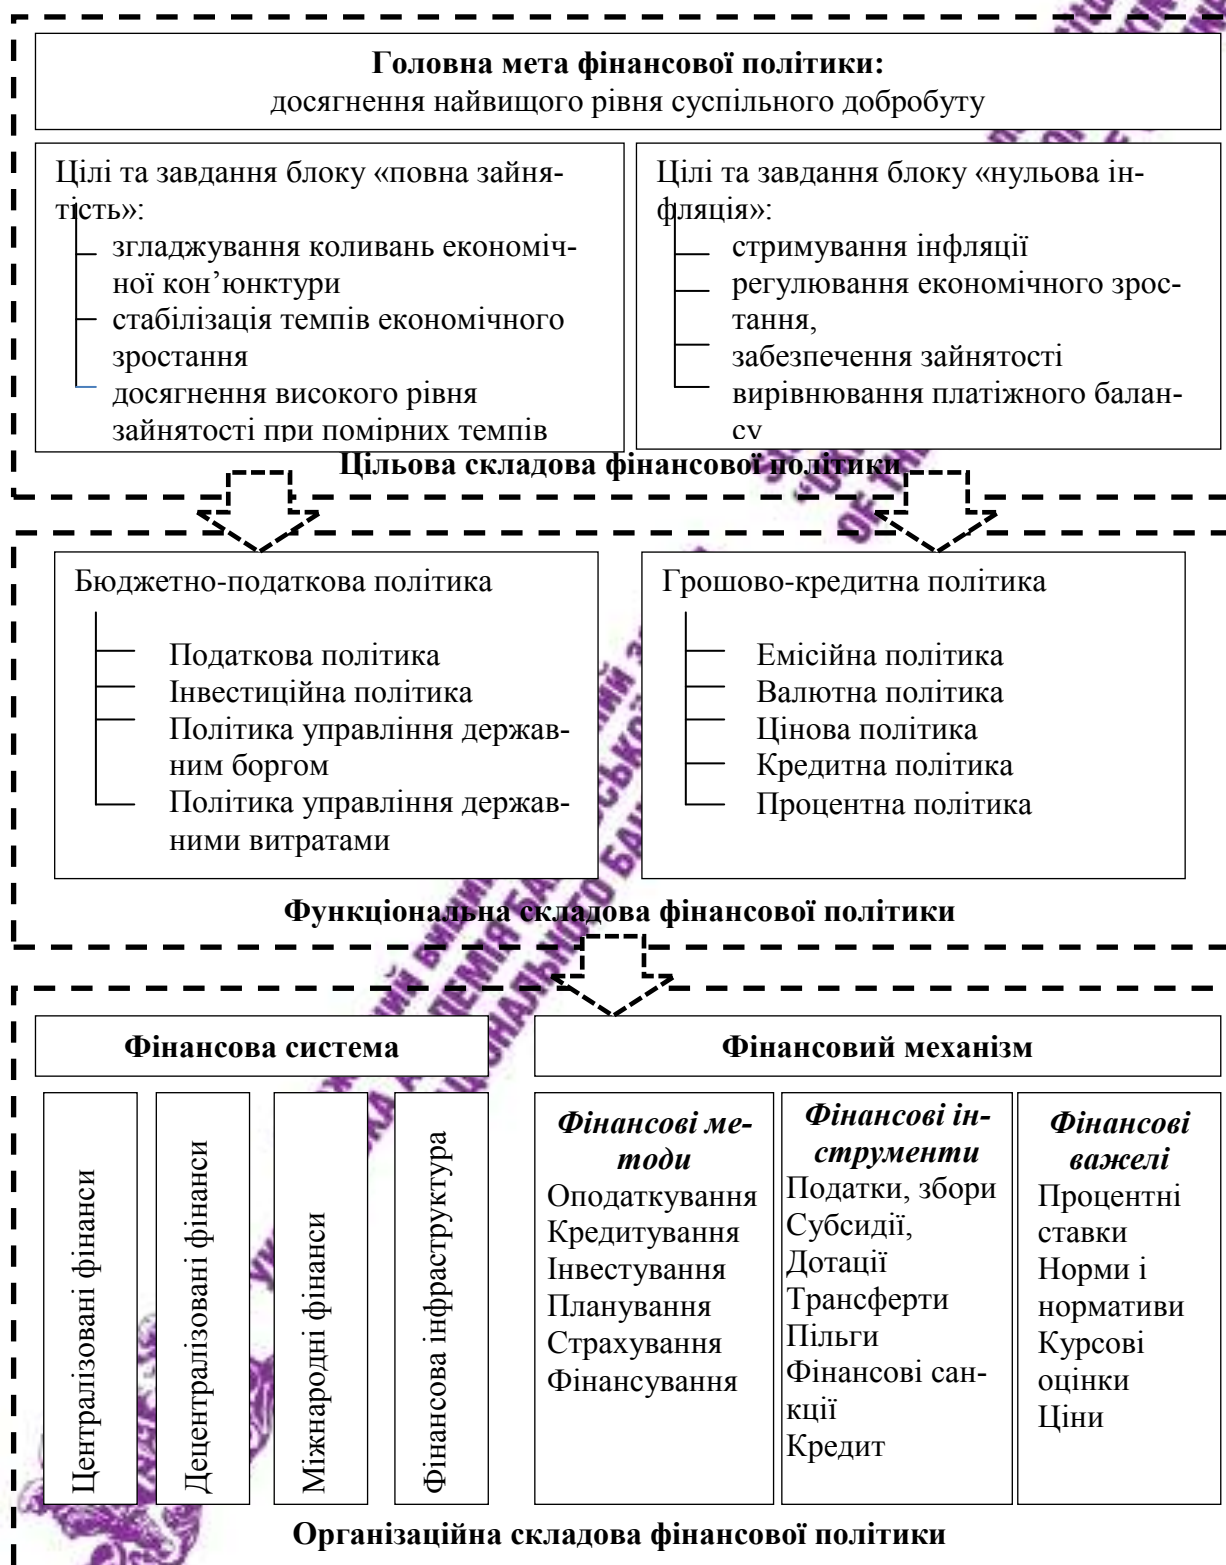 Головна мета фінансової політики:
досягнення найвищого рівня суспільного добробуту
Цілі та завдання блоку «повна зайня-
тість»:
згладжування коливань економіч-
ної кон’юнктури
стабілізація темпів економічного
зростання
досягнення високого рівня
зайнятості при помірних темпів
Цілі та завдання блоку «нульова ін-
фляція»:
стримування інфляції
регулювання економічного зрос-
тання,
забезпечення зайнятості
вирівнювання платіжного балан-
су
Цільова складова фінансової політики
Бюджетно-податкова політика
Податкова політика
Інвестиційна політика
Політика управління держав-
ним боргом
Політика управління держав-
ними витратами
Грошово-кредитна політика
Емісійна політика
Валютна політика
Цінова політика
Кредитна політика
Процентна політика
Функціональна складова фінансової політики
Фінансова система
Централізовані фінанси
Децентралізовані фінанси
Міжнародні фінанси
Фінансова інфраструктура
Фінансовий механізм
Фінансові ме-
тоди
Оподаткування
Кредитування
Інвестування
Планування
Страхування
Фінансування
Фінансові ін-
струменти
Податки, збори
Субсидії,
Дотації
Трансферти
Пільги
Фінансові сан-
кції
Кредит
Фінансові
важелі
Процентні
ставки
Норми і
нормативи
Курсові
оцінки
Ціни
Організаційна складова фінансової політики